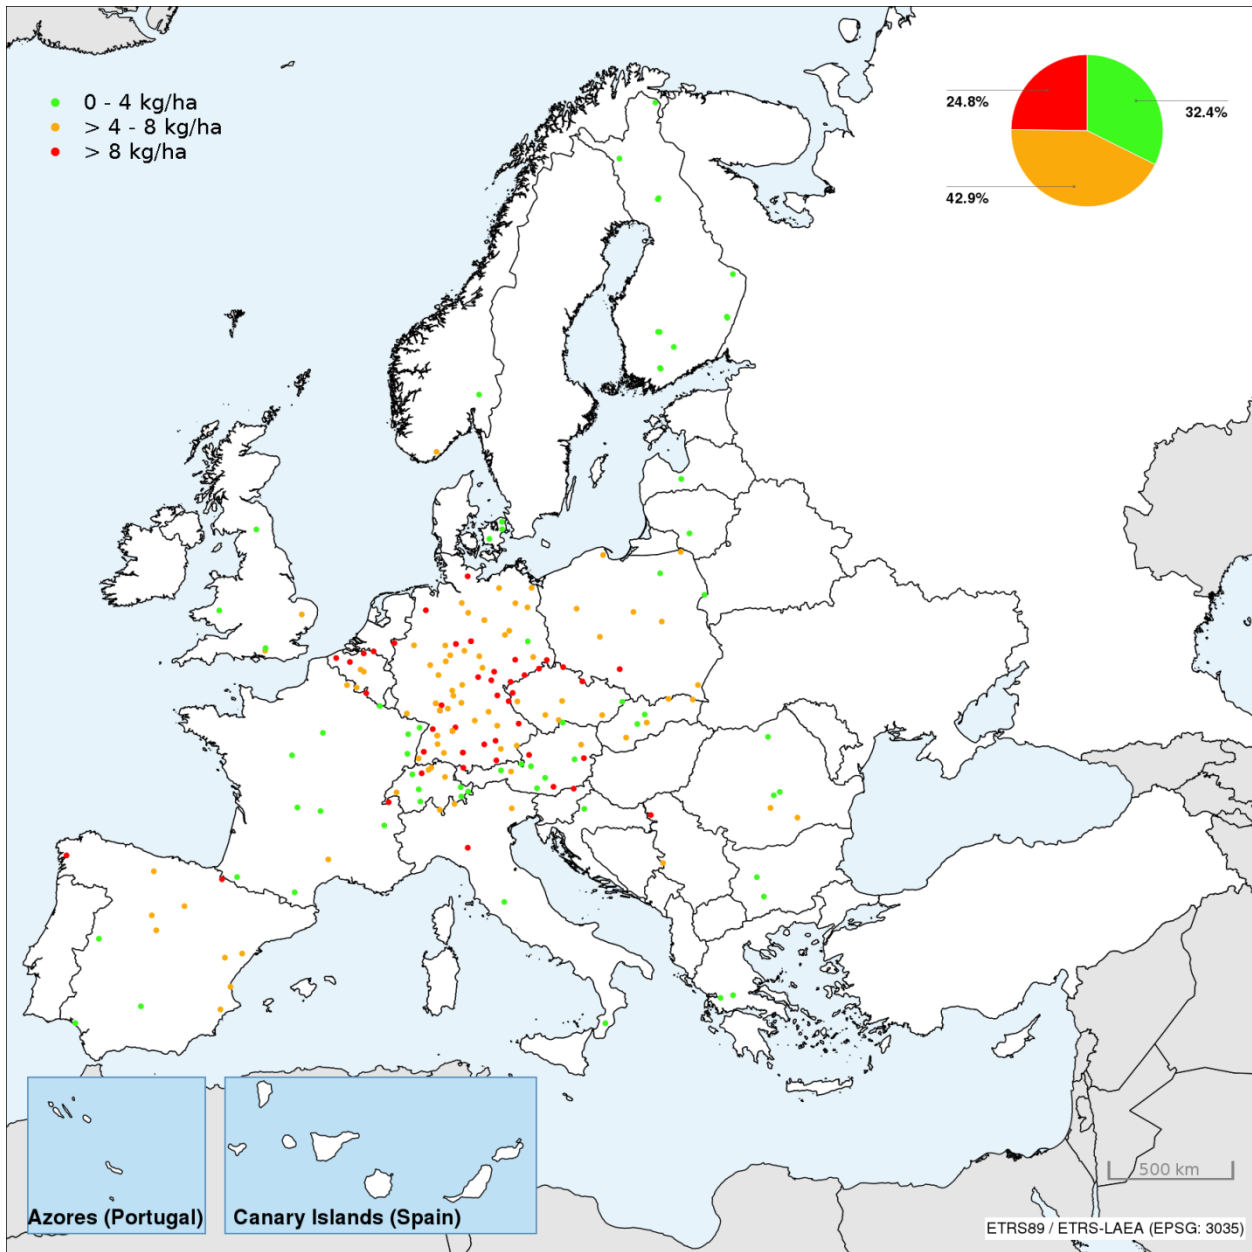 0 - 4 kg/ha
> 4 - 8 kg/ha
> 8 kg/ha
24.8%
32.4%
42.9%
Azores (Portugal)
Canary Islands (Spain)
500 km
ETRS89 / ETRS-LAEA (EPSG: 3035)